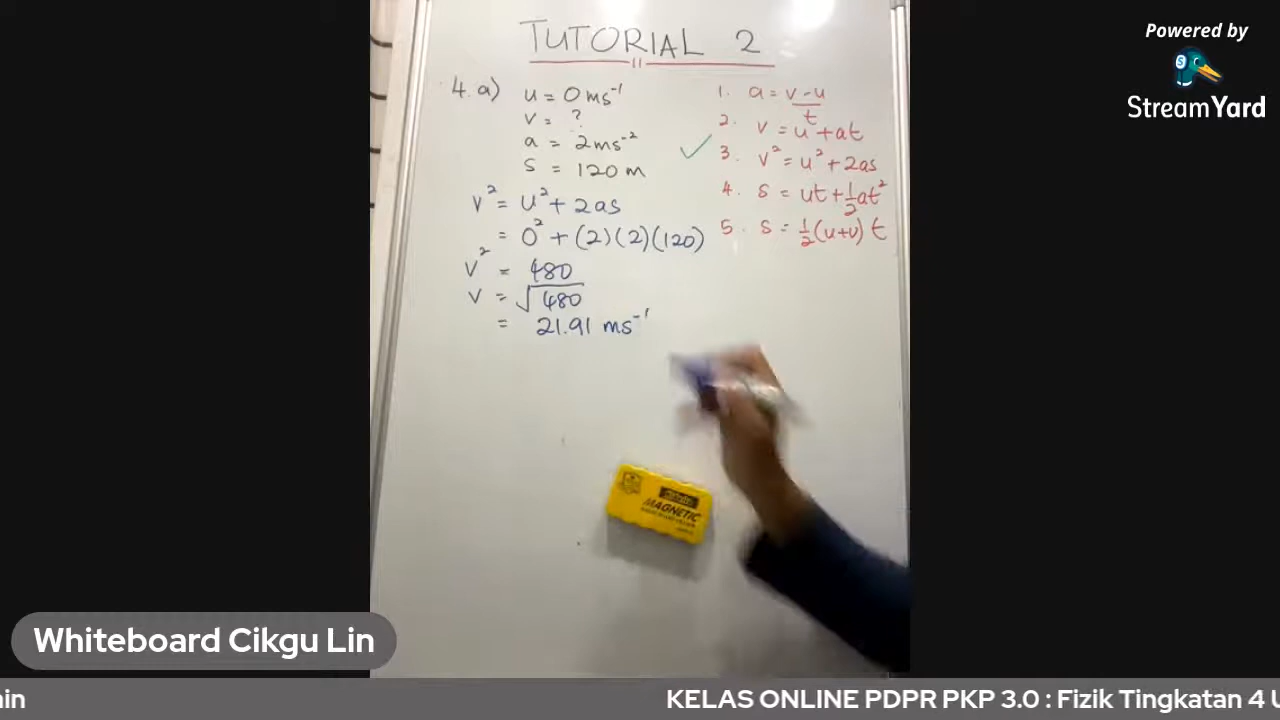 Powered by
StreamYard
TUTORIAL 2
4. a)
u = 0 ms⁻¹
v = ?
a = 2 ms⁻²
s = 120 m
v² = u² + 2as
= 0² + (2)(2)(120)
v² = 480
v = √480
= 21.91 ms⁻¹
1. a = v - u / t
2. v = u + at
✓ 3. v² = u² + 2as
4. s = ut + 1/2 at²
5. s = 1/2 (u+v) t
MAGNETIC
Whiteboard Cikgu Lin
KELAS ONLINE PDPR PKP 3.0 : Fizik Tingkatan 4